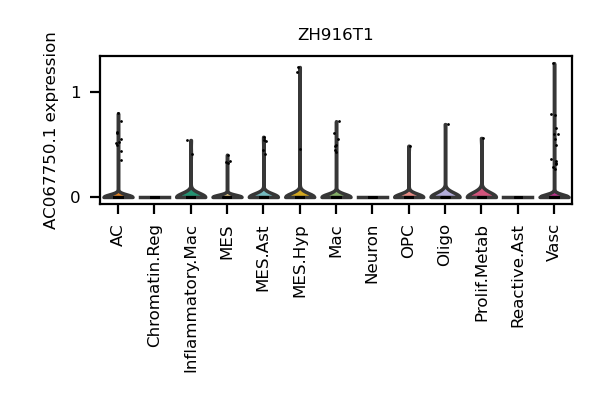 ZH916T1
AC067750.1 expression
1
0
AC
Chromatin.Reg
Inflammatory.Mac
MES
MES.Ast
MES.Hyp
Mac
Neuron
OPC
Oligo
Prolif.Metab
Reactive.Ast
Vasc